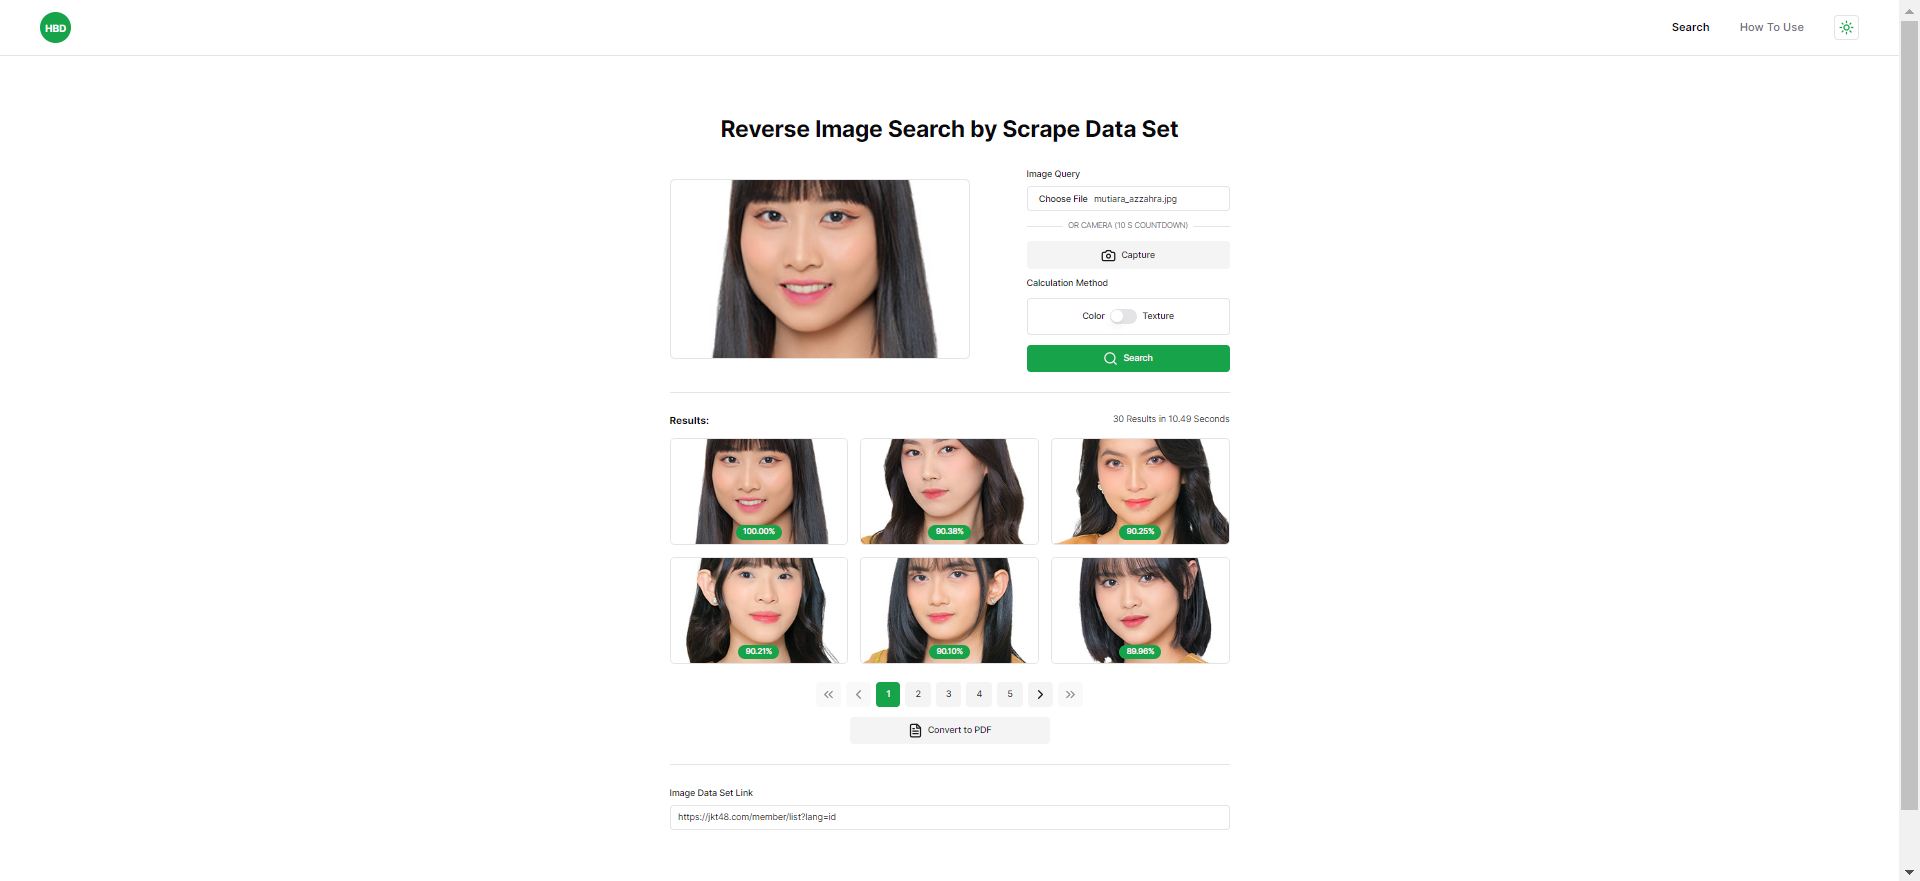 HBD
Search
How To Use
Reverse Image Search by Scrape Data Set
Image Query
Choose File mutiara_azzahra.jpg
OR CAMERA (10 S COUNTDOWN)
Capture
Calculation Method
Color Texture
Search
Results:
30 Results in 10.49 Seconds
100.00%
90.38%
90.25%
90.21%
90.10%
89.96%
1 2 3 4 5
Convert to PDF
Image Data Set Link
https://jkt48.com/member/list?lang=id